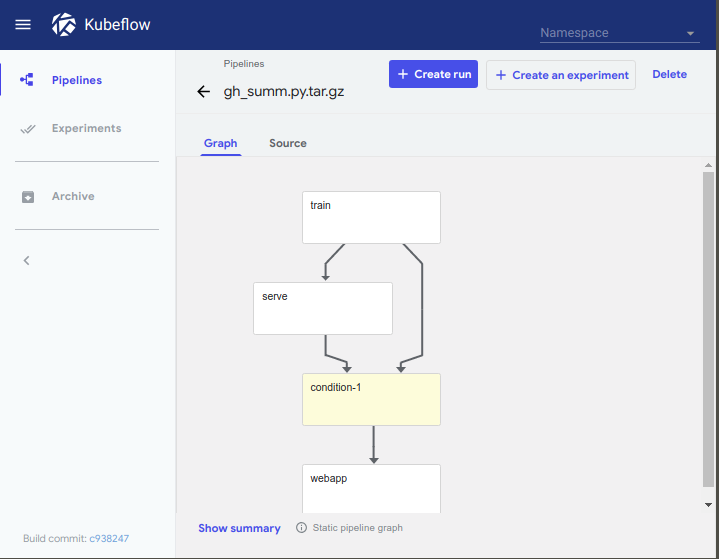 Kubeflow
Namespace
Pipelines
Experiments
Archive
Pipelines
gh_summ.py.tar.gz
+ Create run
+ Create an experiment
Delete
Graph
Source
train
serve
condition-1
webapp
Show summary
Static pipeline graph
Build commit: c938247